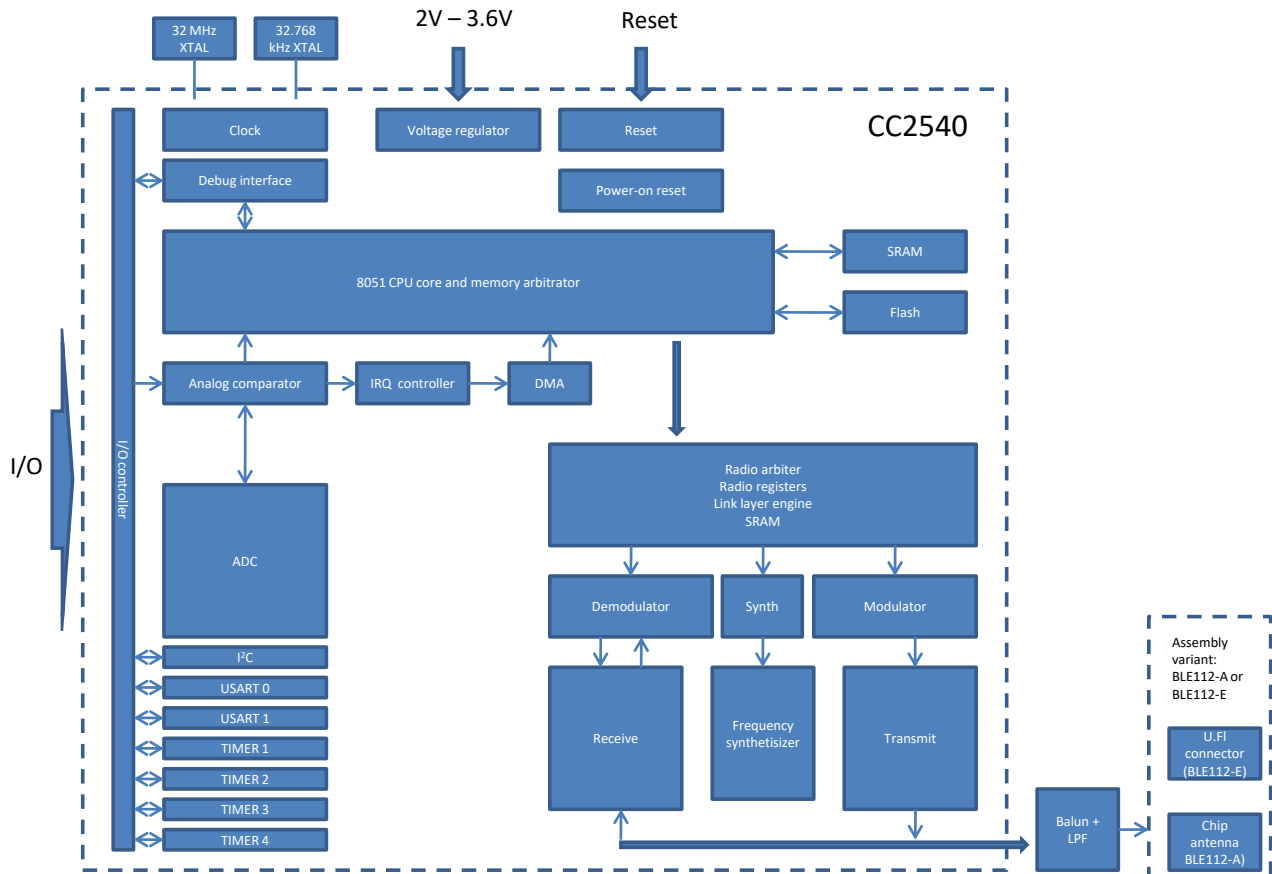 32 MHz
XTAL
32.768
kHz XTAL
2V – 3.6V
Reset
Clock
Voltage regulator
Reset
CC2540
Debug interface
Power-on reset
8051 CPU core and memory arbitrator
SRAM
Flash
Analog comparator
IRQ controller
DMA
I/O
I/O controller
Radio arbiter
Radio registers
Link layer engine
SRAM
ADC
Demodulator
Synth
Modulator
I²C
USART 0
USART 1
TIMER 1
TIMER 2
TIMER 3
TIMER 4
Receive
Frequency
synthetisizer
Transmit
Balun +
LPF
Assembly
variant:
BLE112-A or
BLE112-E
U.Fl
connector
(BLE112-E)
Chip
antenna
BLE112-A)